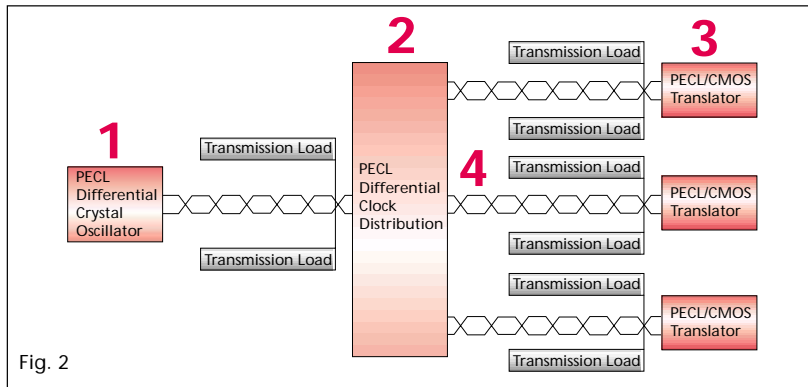 1
PECL
Differential
Crystal
Oscillator
Transmission Load
Transmission Load
2
PECL
Differential
Clock
Distribution
4
Transmission Load
Transmission Load
Transmission Load
Transmission Load
Transmission Load
Transmission Load
3
PECL/CMOS
Translator
PECL/CMOS
Translator
PECL/CMOS
Translator
Fig. 2